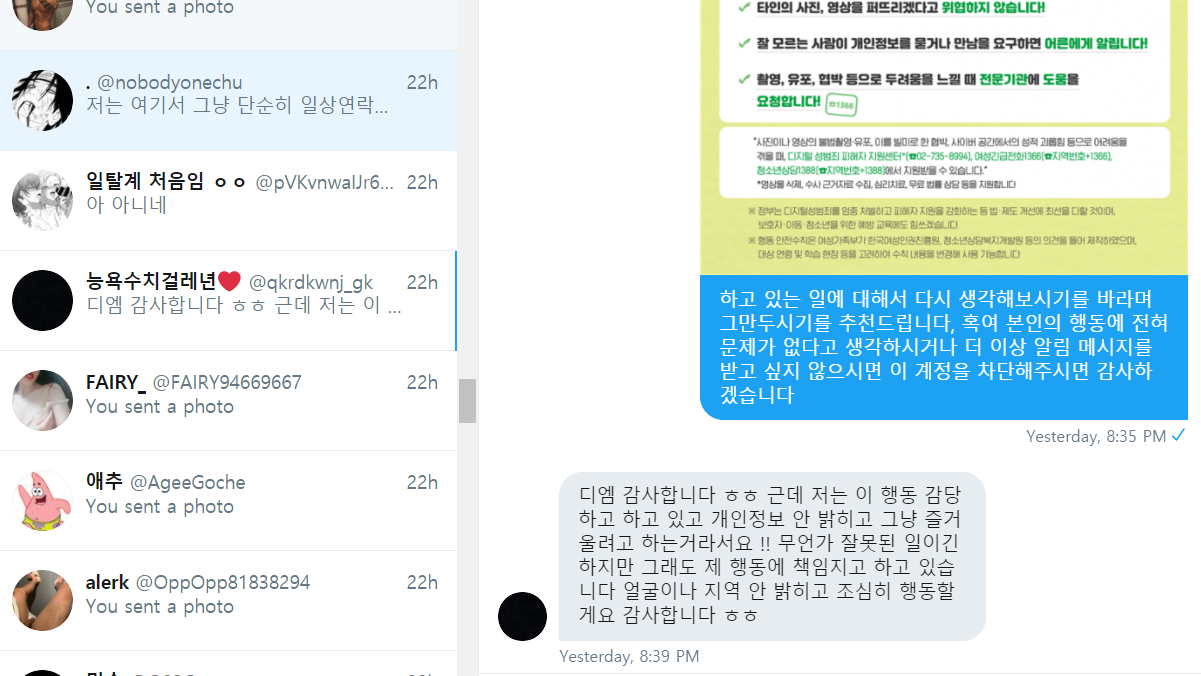 You sent a photo
. @nobodyonechu 22h
저는 여기서 그냥 단순히 일상연락...
일탈계 처음임 ㅇㅇ @pVKvnwaIJr6... 22h
아 아니네
능욕수치걸레년❤️ @qkrdkwnj_gk 22h
디엠 감사합니다 ㅎㅎ 근데 저는 이 ...
FAIRY_ @FAIRY94669667 22h
You sent a photo
애추 @AgeeGoche 22h
You sent a photo
alerk @OppOpp81838294 22h
You sent a photo
타인의 사진, 영상을 퍼뜨리겠다고 위협하지 않습니다!
잘 모르는 사람이 개인정보를 묻거나 만남을 요구하면 어른에게 알립니다!
촬영, 유포, 협박 등으로 두려움을 느낄 때 전문기관에 도움을
요청합니다! ☎1366
*사진이나 영상의 불법촬영·유포, 이를 빌미로 한 협박, 사이버 공간에서의 성적 괴롭힘 등으로 어려움을
겪을 때, 디지털 성범죄 피해자 지원센터*(☎02-735-8994), 여성긴급전화1366(☎지역번호+1366),
청소년상담1388(☎지역번호+1388)에서 지원받을 수 있습니다."
*영상물 삭제, 수사 근거자료 수집, 심리치료, 무료 법률 상담 등을 지원합니다
※ 정부는 디지털성범죄를 엄중 처벌하고 피해자 지원을 강화하는 등 법·제도 개선에 최선을 다할 것이며,
보호자·아동·청소년을 위한 예방 교육에도 힘쓰겠습니다
※ 행동 안전수칙은 여성가족부가 한국여성인권진흥원, 청소년상담복지개발원 등의 의견을 들어 제작하였으며,
대상 연령 및 학습 현장 등을 고려하여 수칙 내용을 변경해 사용 가능합니다
하고 있는 일에 대해서 다시 생각해보시기를 바라며
그만두시기를 추천드립니다, 혹여 본인의 행동에 전혀
문제가 없다고 생각하시거나 더 이상 알림 메시지를
받고 싶지 않으시면 이 계정을 차단해주시면 감사하
겠습니다
Yesterday, 8:35 PM ✓
디엠 감사합니다 ㅎㅎ 근데 저는 이 행동 감당
하고 하고 있고 개인정보 안 밝히고 그냥 즐거
울려고 하는거라서요 !! 무언가 잘못된 일이긴
하지만 그래도 제 행동에 책임지고 하고 있습
니다 얼굴이나 지역 안 밝히고 조심히 행동할
게요 감사합니다 ㅎㅎ
Yesterday, 8:39 PM